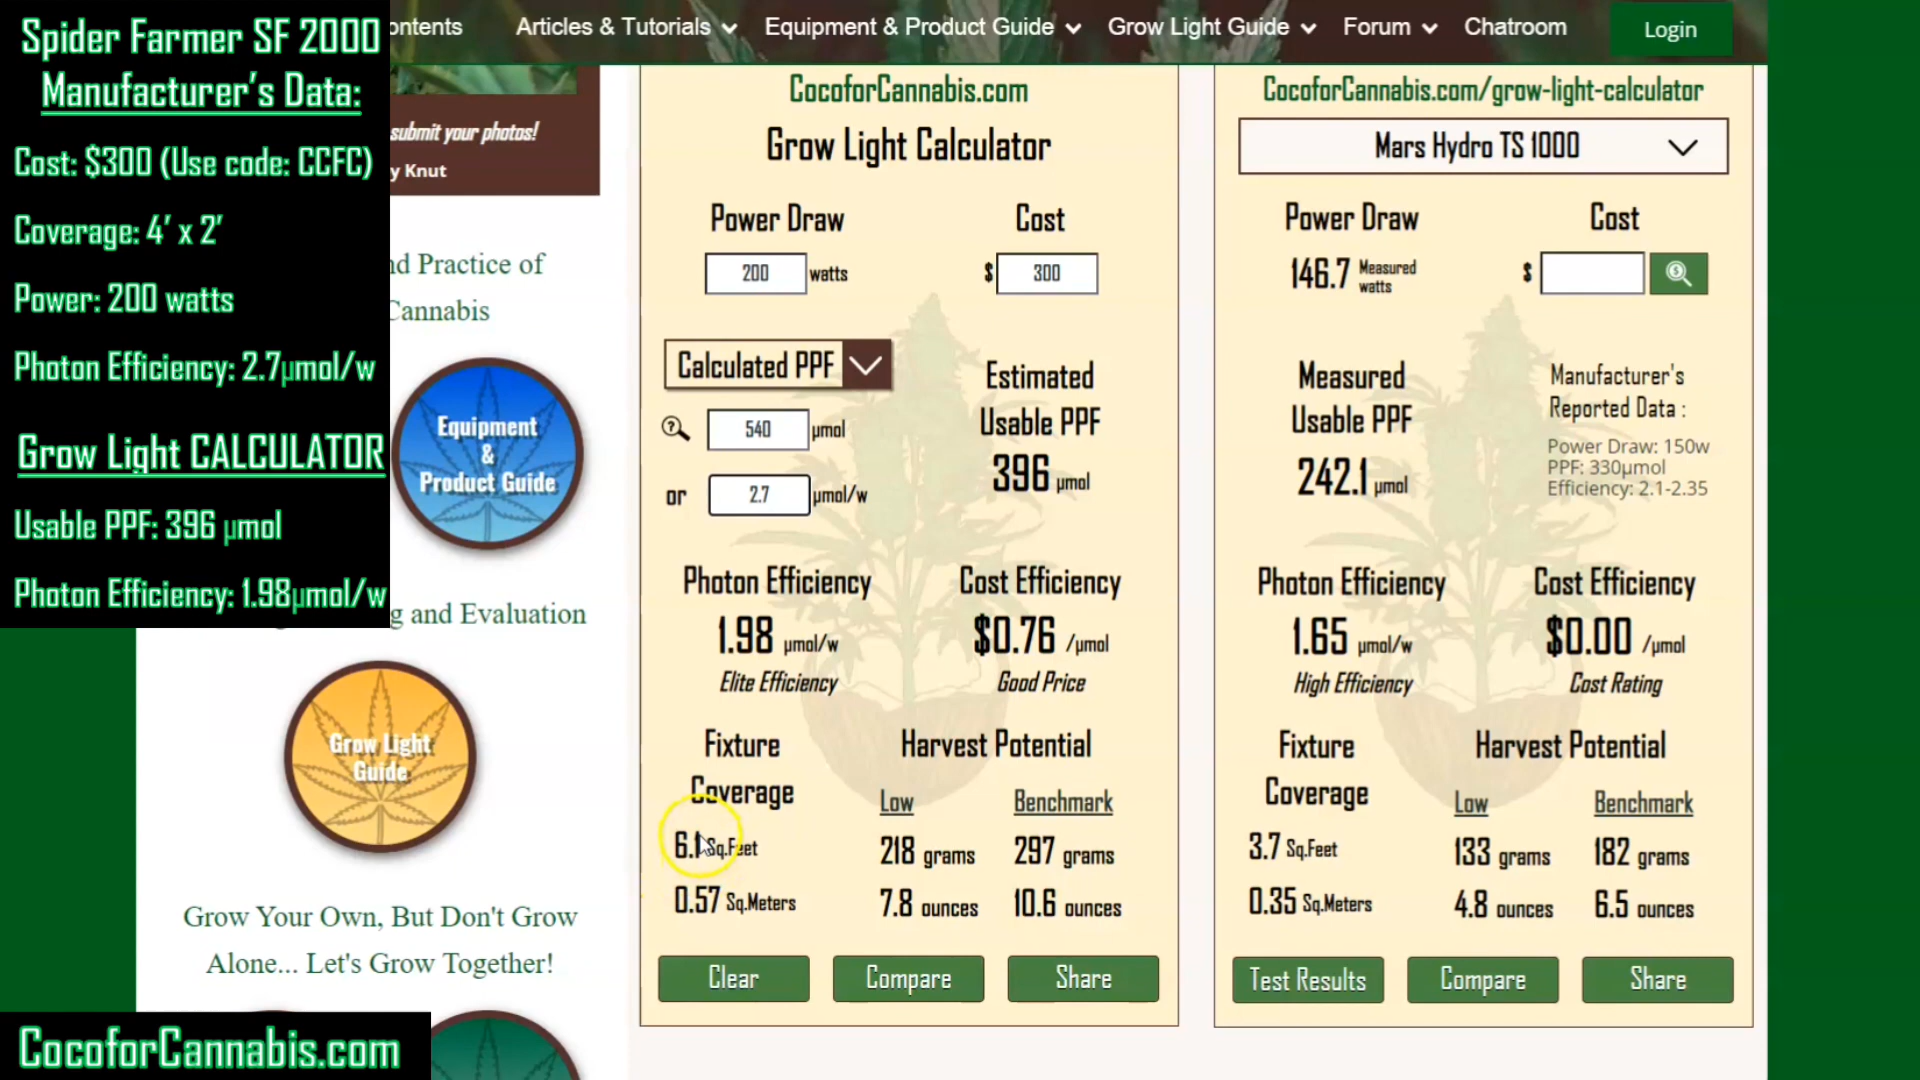 Spider Farmer SF 2000
Manufacturer's Data:
Cost: $300 (Use code: CCFC)
Coverage: 4' x 2'
Power: 200 watts
Photon Efficiency: 2.7µmol/w
Grow Light CALCULATOR
Usable PPF: 396 µmol
Photon Efficiency: 1.98µmol/w
ontents
Articles & Tutorials
Equipment & Product Guide
Grow Light Guide
Forum
Chatroom
Login
submit your photos!
y Knut
nd Practice of
Cannabis
Equipment
&
Product Guide
g and Evaluation
Grow Light
Guide
Grow Your Own, But Don't Grow
Alone... Let's Grow Together!
CocoforCannabis.com
CocoforCannabis.com
Grow Light Calculator
Power Draw
Cost
200 watts
$ 300
Calculated PPF
Estimated
Usable PPF
540 µmol
396 µmol
or 2.7 µmol/w
Photon Efficiency
Cost Efficiency
1.98 µmol/w
$0.76 /µmol
Elite Efficiency
Good Price
Fixture
Coverage
Harvest Potential
Low
Benchmark
6.1 Sq.Feet
218 grams
297 grams
0.57 Sq.Meters
7.8 ounces
10.6 ounces
Clear
Compare
Share
CocoforCannabis.com/grow-light-calculator
Mars Hydro TS 1000
Power Draw
Cost
146.7 Measured
watts
$
Measured
Usable PPF
242.1 µmol
Manufacturer's
Reported Data :
Power Draw: 150w
PPF: 330µmol
Efficiency: 2.1-2.35
Photon Efficiency
Cost Efficiency
1.65 µmol/w
$0.00 /µmol
High Efficiency
Cost Rating
Fixture
Coverage
Harvest Potential
Low
Benchmark
3.7 Sq.Feet
133 grams
182 grams
0.35 Sq.Meters
4.8 ounces
6.5 ounces
Test Results
Compare
Share